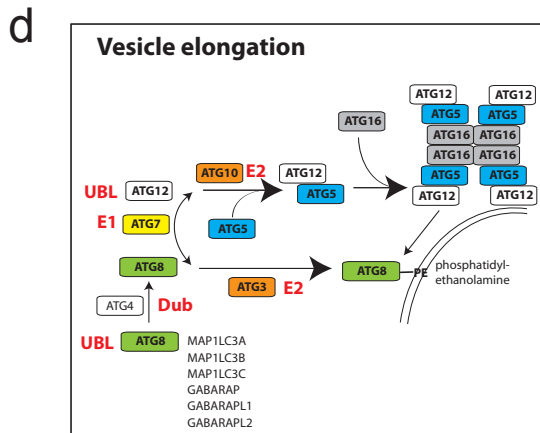 d
Vesicle elongation
ATG12 ATG12
ATG5 ATG5
ATG16
ATG16 ATG16
ATG16 ATG16
ATG5 ATG5
ATG12 ATG12
ATG10 E2
UBL ATG12
ATG12
ATG5
E1 ATG7
ATG5
ATG8
ATG8 PE phosphatidyl-
ethanolamine
ATG3 E2
ATG4 Dub
UBL ATG8
MAP1LC3A
MAP1LC3B
MAP1LC3C
GABARAP
GABARAPL1
GABARAPL2